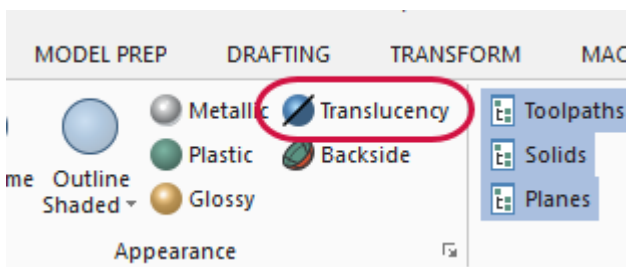 MODEL PREP DRAFTING TRANSFORM
Metallic Translucency Toolpaths
Plastic Backside Solids
Outline
Shaded Glossy Planes
Appearance